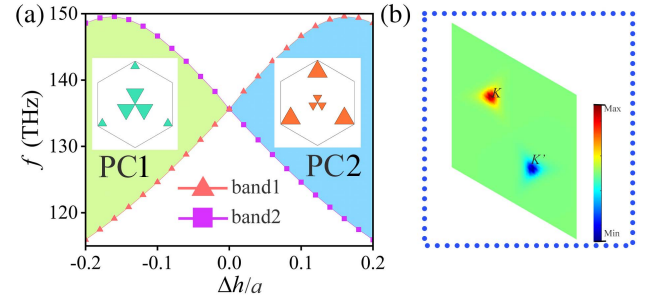 (a)
150
140
130
120
f (THz)
PC1
PC2
band1
band2
-0.2
-0.1
0.0
0.1
0.2
Δh/a
(b)
K
K'
Max
Min